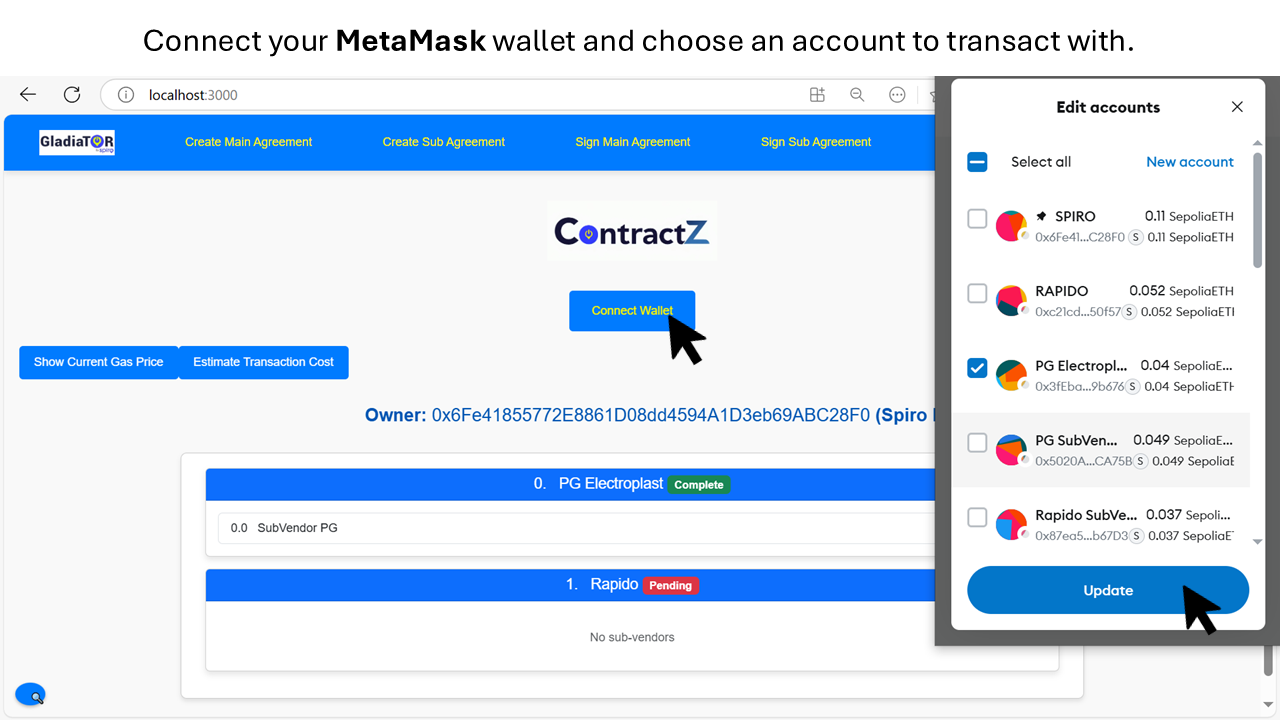 Connect your MetaMask wallet and choose an account to transact with.
localhost:3000
GladiaTOR
by spiro
Create Main Agreement
Create Sub Agreement
Sign Main Agreement
Sign Sub Agreement
ContractZ
Connect Wallet
Show Current Gas Price
Estimate Transaction Cost
Owner: 0x6Fe41855772E8861D08dd4594A1D3eb69ABC28F0 (Spiro
0. PG Electroplast Complete
0.0 SubVendor PG
1. Rapido Pending
No sub-vendors
Edit accounts
Select all
New account
SPIRO 0.11 SepoliaETH
0x6Fe41...C28F0 S 0.11 SepoliaETH
RAPIDO 0.052 SepoliaETH
0xc21cd...50f57 S 0.052 SepoliaETH
PG Electropl... 0.04 SepoliaE...
0x3fEba...9b676 S 0.04 SepoliaETH
PG SubVen... 0.049 SepoliaE...
0x5020A...CA75B S 0.049 SepoliaE
Rapido SubVe... 0.037 Sepoli...
0x87ea5...b67D3 S 0.037 SepoliaE
Update